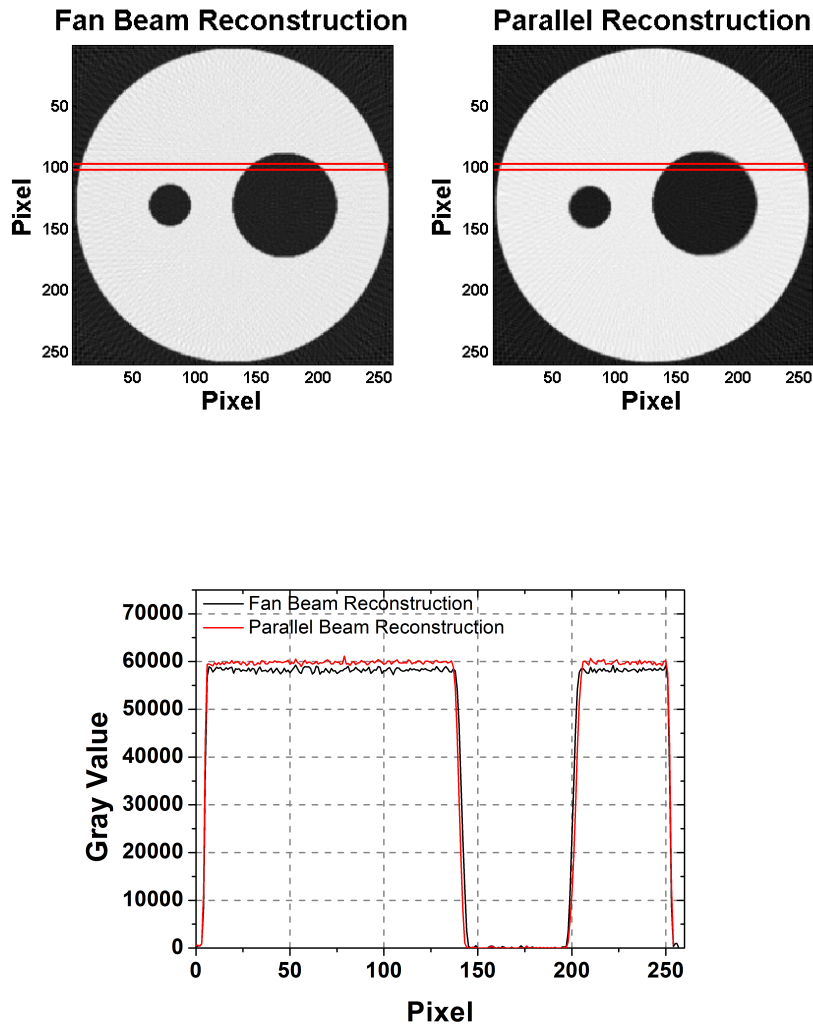 Fan Beam Reconstruction
Parallel Reconstruction
50
100
150
200
250
Pixel
50 100 150 200 250
Pixel
50
100
150
200
250
Pixel
50 100 150 200 250
Pixel
Fan Beam Reconstruction
Parallel Beam Reconstruction
70000
60000
50000
40000
30000
20000
10000
0
Gray Value
0 50 100 150 200 250
Pixel